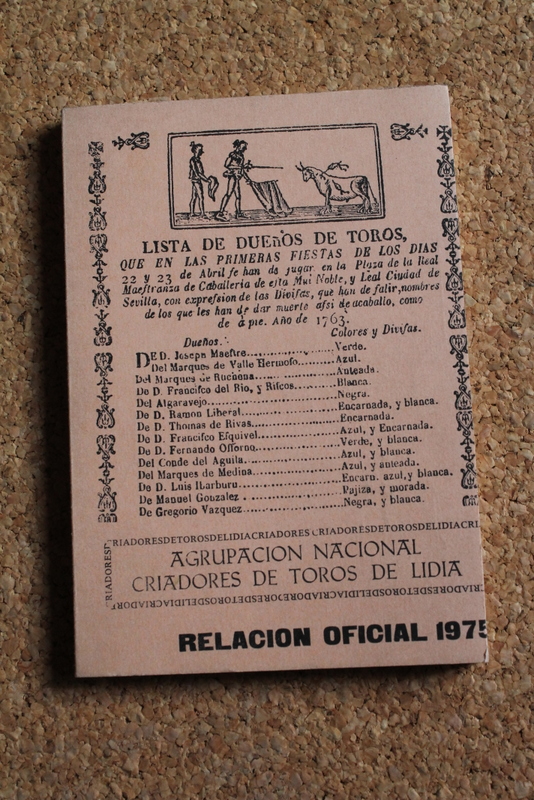 LISTA DE DUEÑOS DE TOROS,
QUE EN LAS PRIMERAS FIESTAS DE LOS DIAS
22 y 23 de Abril se han de jugar en la Plaza de la Real
Maestranza de Caballeria de esta Mui Noble, y Leal Ciudad de
Sevilla, con expresion de las Divisas, que han de salir, nombres
de los que les han de dar muerte assi de acaballo, como
de à pie. Año de 1763.
Dueños. Colores y Divisas.
DE D. Joseph Maestre..................Verde.
Del Marques de Valle Hermoso.........Azul.
Del Marques de Ruchena...............Anteada.
De D. Francisco del Rio, y Riscos....Blanca.
Del Algaravejo.......................Negra.
De D. Ramon Liberal..................Encarnada, y blanca.
De D. Thomas de Rivas................Encarnada.
De D. Francisco Esquivel.............Azul, y Encarnada.
De D. Fernando Ossorno...............Verde, y blanca.
Del Conde del Aguila.................Azul, y blanca.
Del Marques de Medina................Azul, y anteada.
De D. Luis Ibarburu..................Encarn. azul, y blanca.
De Manuel Gonzalez...................Pajiza, y morada.
De Gregorio Vazquez..................Negra, y blanca.
CRIADORESDETOROSDELIDIACRIADORES CRIADORESDETOROSDELIDIACRI
AGRUPACION NACIONAL
CRIADORES DE TOROS DE LIDIA
RELACION OFICIAL 1975